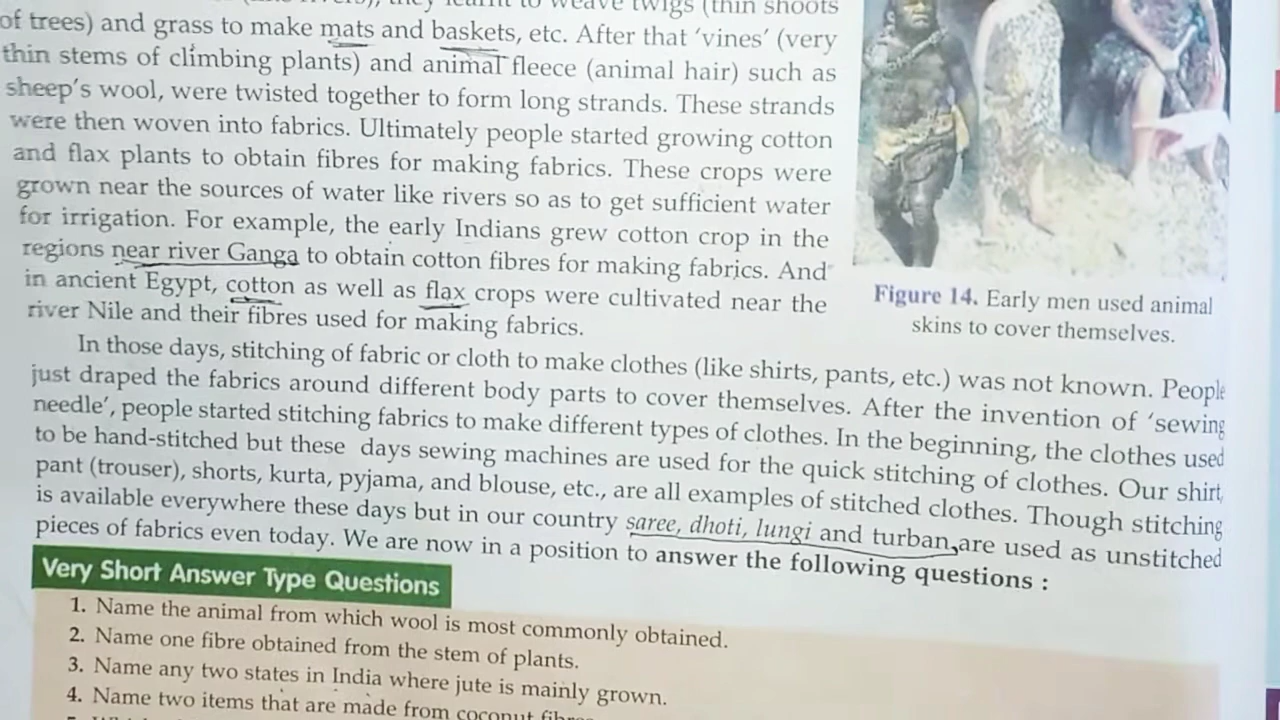 they learnt to weave twigs (thin shoots
of trees) and grass to make mats and baskets, etc. After that ‘vines’ (very
thin stems of climbing plants) and animal fleece (animal hair) such as
sheep’s wool, were twisted together to form long strands. These strands
were then woven into fabrics. Ultimately people started growing cotton
and flax plants to obtain fibres for making fabrics. These crops were
grown near the sources of water like rivers so as to get sufficient water
for irrigation. For example, the early Indians grew cotton crop in the
regions near river Ganga to obtain cotton fibres for making fabrics. And
in ancient Egypt, cotton as well as flax crops were cultivated near the
river Nile and their fibres used for making fabrics.
Figure 14. Early men used animal
skins to cover themselves.
In those days, stitching of fabric or cloth to make clothes (like shirts, pants, etc.) was not known. People
just draped the fabrics around different body parts to cover themselves. After the invention of ‘sewing
needle’, people started stitching fabrics to make different types of clothes. In the beginning, the clothes used
to be hand-stitched but these days sewing machines are used for the quick stitching of clothes. Our shirt,
pant (trouser), shorts, kurta, pyjama, and blouse, etc., are all examples of stitched clothes. Though stitching
is available everywhere these days but in our country saree, dhoti, lungi and turban, are used as unstitched
pieces of fabrics even today. We are now in a position to answer the following questions :
Very Short Answer Type Questions
1. Name the animal from which wool is most commonly obtained.
2. Name one fibre obtained from the stem of plants.
3. Name any two states in India where jute is mainly grown.
4. Name two items that are made from coconut